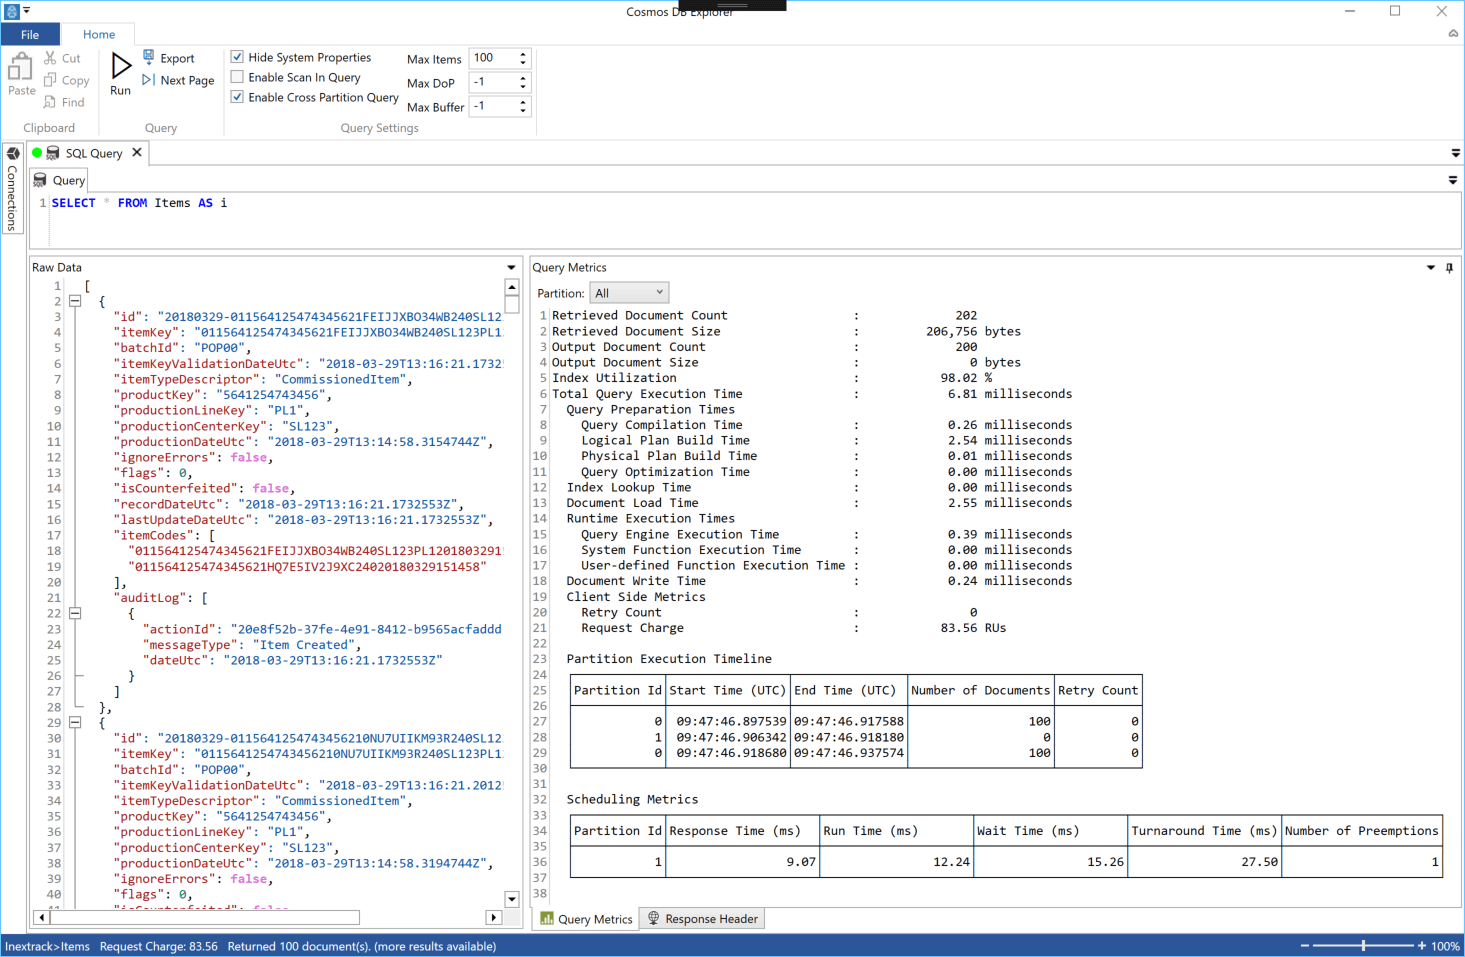 Cosmos DB Explorer
File Home
Paste Cut Copy Find
Clipboard
Run Export Next Page
Query
Hide System Properties
Enable Scan In Query
Enable Cross Partition Query
Max Items 100
Max DoP -1
Max Buffer -1
Query Settings
Connections
SQL Query
Query
1 SELECT * FROM Items AS i
Raw Data
1 [
2 {
3 "id": "20180329-011564125474345621FEIJJXBO34WB240SL12
4 "itemKey": "011564125474345621FEIJJXBO34WB240SL123PL1
5 "batchId": "POP00",
6 "itemKeyValidationDateUtc": "2018-03-29T13:16:21.1732
7 "itemTypeDescriptor": "CommissionedItem",
8 "productKey": "5641254743456",
9 "productionLineKey": "PL1",
10 "productionCenterKey": "SL123",
11 "productionDateUtc": "2018-03-29T13:14:58.3154744Z",
12 "ignoreErrors": false,
13 "flags": 0,
14 "isCounterfeited": false,
15 "recordDateUtc": "2018-03-29T13:16:21.1732553Z",
16 "lastUpdateDateUtc": "2018-03-29T13:16:21.1732553Z",
17 "itemCodes": [
18 "011564125474345621FEIJJXBO34WB240SL123PL1201803291
19 "011564125474345621HQ7E5IV2J9XC24020180329151458"
20 ],
21 "auditLog": [
22 {
23 "actionId": "20e8f52b-37fe-4e91-8412-b9565acfaddd
24 "messageType": "Item Created",
25 "dateUtc": "2018-03-29T13:16:21.1732553Z"
26 }
27 ]
28 },
29 {
30 "id": "20180329-0115641254743456210NU7UIIKM93R240SL12
31 "itemKey": "0115641254743456210NU7UIIKM93R240SL123PL1
32 "batchId": "POP00",
33 "itemKeyValidationDateUtc": "2018-03-29T13:16:21.2012
34 "itemTypeDescriptor": "CommissionedItem",
35 "productKey": "5641254743456",
36 "productionLineKey": "PL1",
37 "productionCenterKey": "SL123",
38 "productionDateUtc": "2018-03-29T13:14:58.3194744Z",
39 "ignoreErrors": false,
40 "flags": 0,
Query Metrics
Partition: All
1 Retrieved Document Count : 202
2 Retrieved Document Size : 206,756 bytes
3 Output Document Count : 200
4 Output Document Size : 0 bytes
5 Index Utilization : 98.02 %
6 Total Query Execution Time : 6.81 milliseconds
7 Query Preparation Times
8 Query Compilation Time : 0.26 milliseconds
9 Logical Plan Build Time : 2.54 milliseconds
10 Physical Plan Build Time : 0.01 milliseconds
11 Query Optimization Time : 0.00 milliseconds
12 Index Lookup Time : 0.00 milliseconds
13 Document Load Time : 2.55 milliseconds
14 Runtime Execution Times
15 Query Engine Execution Time : 0.39 milliseconds
16 System Function Execution Time : 0.00 milliseconds
17 User-defined Function Execution Time : 0.00 milliseconds
18 Document Write Time : 0.24 milliseconds
19 Client Side Metrics
20 Retry Count : 0
21 Request Charge : 83.56 RUs
22
23 Partition Execution Timeline
24
25 Partition Id Start Time (UTC) End Time (UTC) Number of Documents Retry Count
26
27 0 09:47:46.897539 09:47:46.917588 100 0
28 1 09:47:46.906342 09:47:46.918180 0 0
29 0 09:47:46.918680 09:47:46.937574 100 0
30
31
32 Scheduling Metrics
33
34 Partition Id Response Time (ms) Run Time (ms) Wait Time (ms) Turnaround Time (ms) Number of Preemptions
35
36 1 9.07 12.24 15.26 27.50 1
37
38
Query Metrics Response Header
Inextrack>Items Request Charge: 83.56 Returned 100 document(s). (more results available) 100%